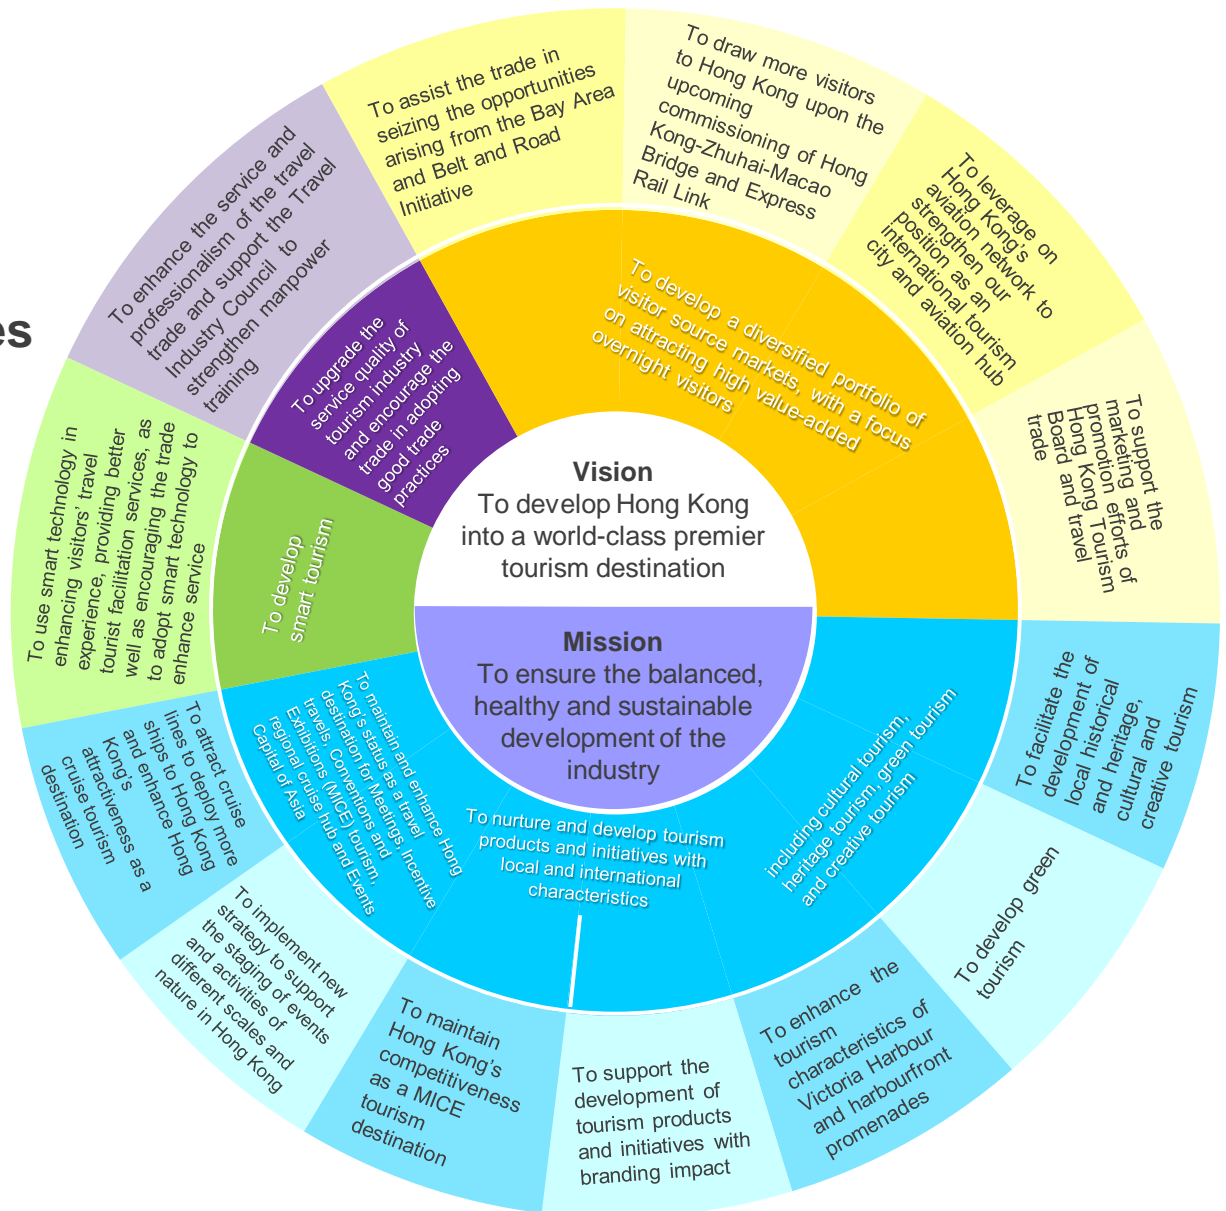 es
To assist the trade in
seizing the opportunities
arising from the Bay Area
and Belt and Road
Initiative
To draw more visitors
to Hong Kong upon the
upcoming
commissioning of Hong
Kong-Zhuhai-Macao
Bridge and Express
Rail Link
To leverage on
Hong Kong's
aviation network to
strengthen our
position as an
international tourism
city and aviation hub
To support the
marketing and
promotion efforts of
Hong Kong Tourism
Board and travel
trade
To facilitate the
development of
local historical
and heritage,
cultural and
creative tourism
To develop green
tourism
To enhance the
tourism
characteristics of
Victoria Harbour
and harbourfront
promenades
To support the
development of
tourism products
and initiatives with
branding impact
To maintain
Hong Kong's
competitiveness
as a MICE
tourism
destination
To implement new
strategy to support
the staging of events
and activities of
different scales and
nature in Hong Kong
To attract cruise
lines to deploy more
ships to Hong Kong
and enhance Hong
Kong's
attractiveness as a
cruise tourism
destination
To use smart technology in
enhancing visitors' travel
experience, providing better
tourist facilitation services, as
well as encouraging the trade
to adopt smart technology to
enhance service
To enhance the service and
professionalism of the travel
trade and support the Travel
Industry Council to
strengthen manpower
training
To develop a diversified portfolio of
visitor source markets, with a focus
on attracting high value-added
overnight visitors
To upgrade the
service quality of
tourism industry
and encourage the
trade in adopting
good trade
practices
To develop
smart tourism
To maintain and enhance Hong
Kong's status as a travel
destination for Meetings, Incentive
travels, Conventions and
Exhibitions (MICE) tourism,
regional cruise hub and Events
Capital of Asia
To nurture and develop tourism
products and initiatives with
local and international
characteristics
including cultural tourism,
heritage tourism, green tourism
and creative tourism
Vision
To develop Hong Kong
into a world-class premier
tourism destination
Mission
To ensure the balanced,
healthy and sustainable
development of the
industry